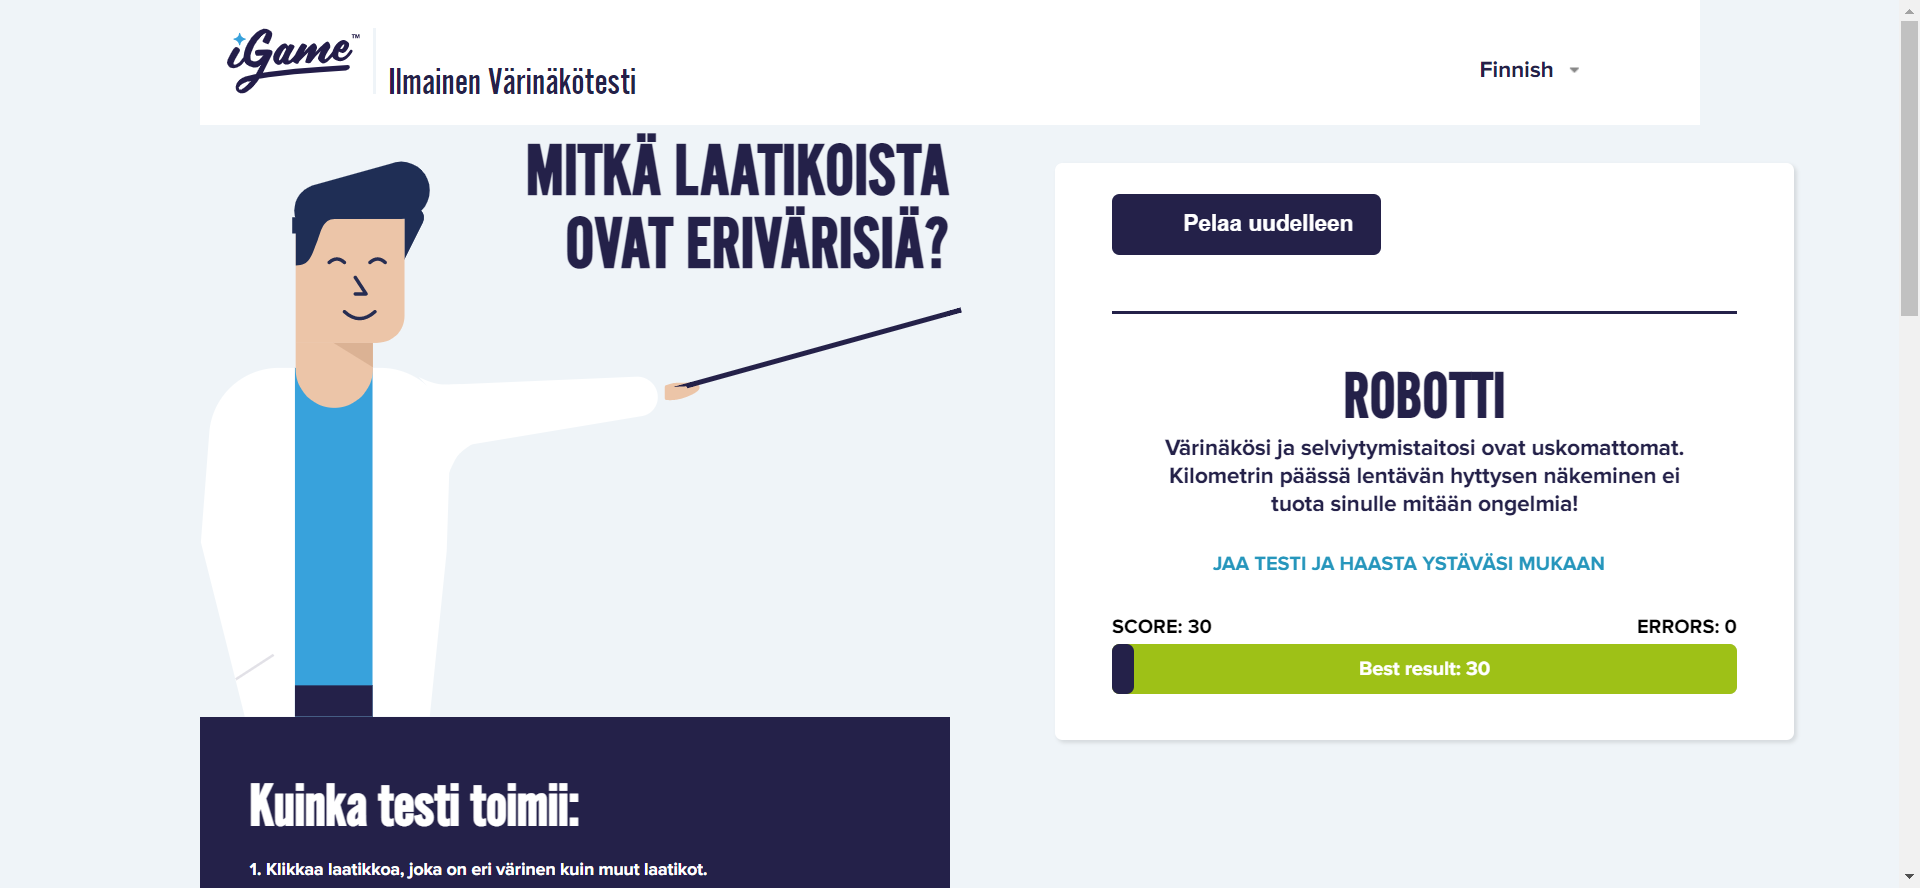 iGame™
Ilmainen Värinäkötesti
Finnish
MITKÄ LAATIKOISTA
OVAT ERIVÄRISIÄ?
Pelaa uudelleen
ROBOTTI
Värinäkösi ja selviytymistaitosi ovat uskomattomat.
Kilometrin päässä lentävän hyttysen näkeminen ei
tuota sinulle mitään ongelmia!
JAA TESTI JA HAASTA YSTÄVÄSI MUKAAN
SCORE: 30
ERRORS: 0
Best result: 30
Kuinka testi toimii:
1. Klikkaa laatikkoa, joka on eri värinen kuin muut laatikot.